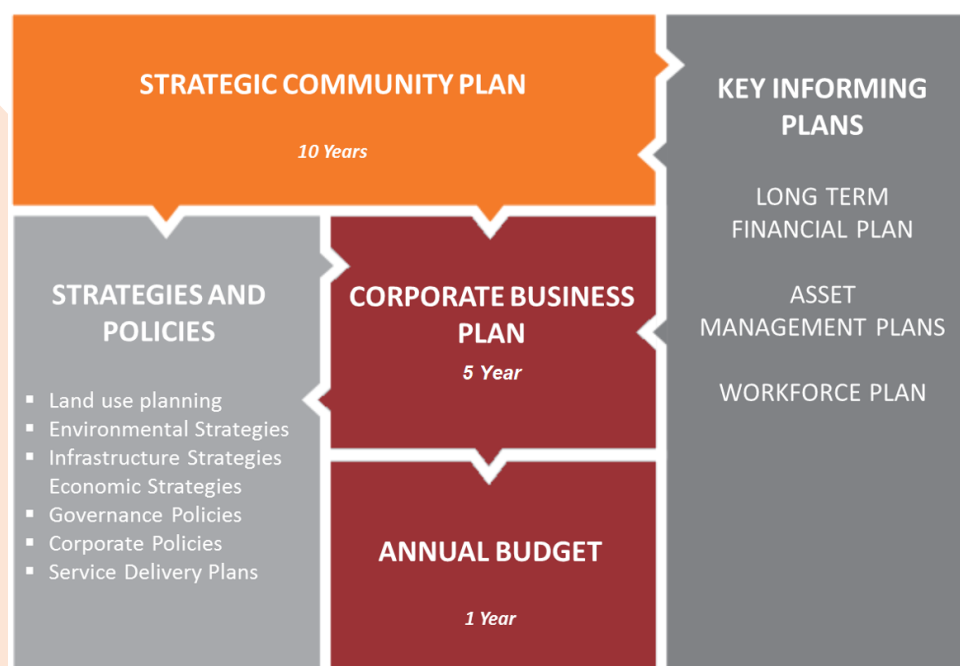 STRATEGIC COMMUNITY PLAN
10 Years
KEY INFORMING
PLANS
LONG TERM
FINANCIAL PLAN
ASSET
MANAGEMENT PLANS
WORKFORCE PLAN
STRATEGIES AND
POLICIES
▪ Land use planning
▪ Environmental Strategies
▪ Infrastructure Strategies
Economic Strategies
▪ Governance Policies
▪ Corporate Policies
▪ Service Delivery Plans
CORPORATE BUSINESS
PLAN
5 Year
ANNUAL BUDGET
1 Year